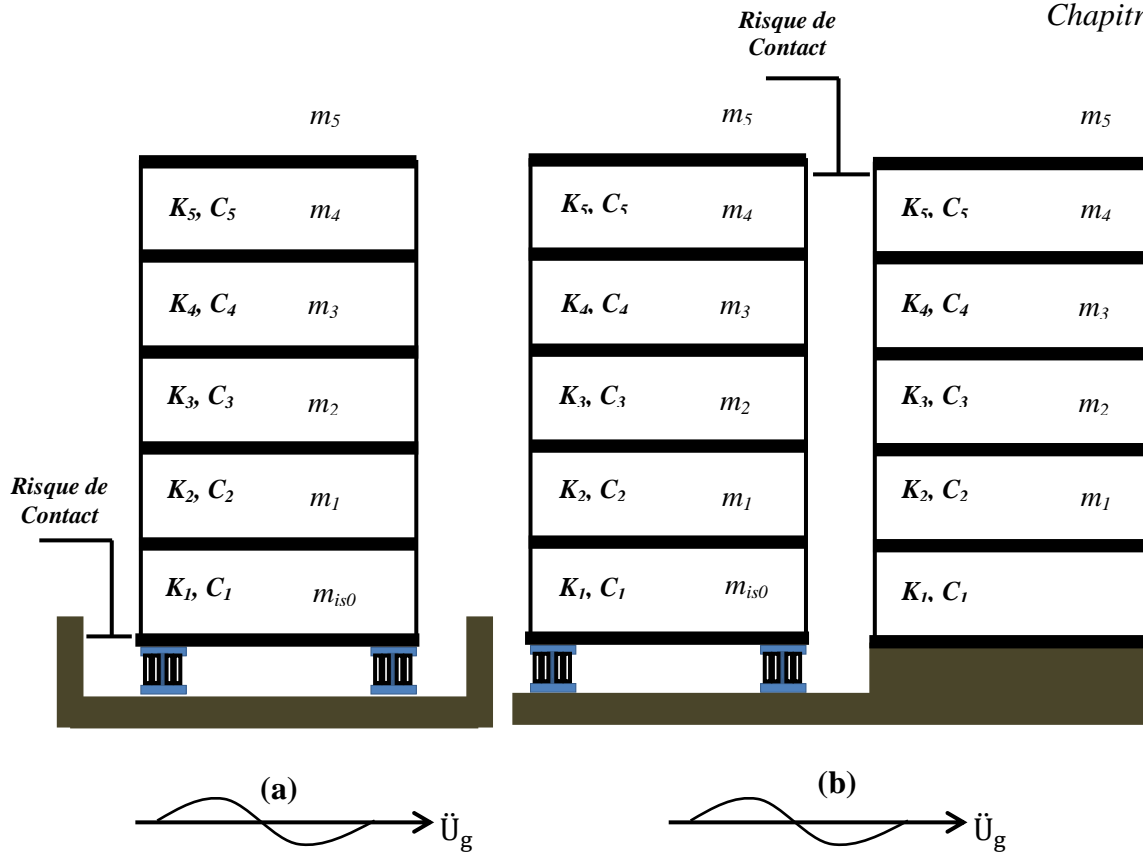 Chapitr
Risque de
Contact
m5
K5, C5 m4
K4, C4 m3
K3, C3 m2
K2, C2 m1
K1, C1 mis0
Risque de
Contact
(a)
Üg
m5
K5, C5 m4
K4, C4 m3
K3, C3 m2
K2, C2 m1
K1, C1 mis0
m5
K5, C5 m4
K4, C4 m3
K3, C3 m2
K2, C2 m1
K1, C1
(b)
Üg